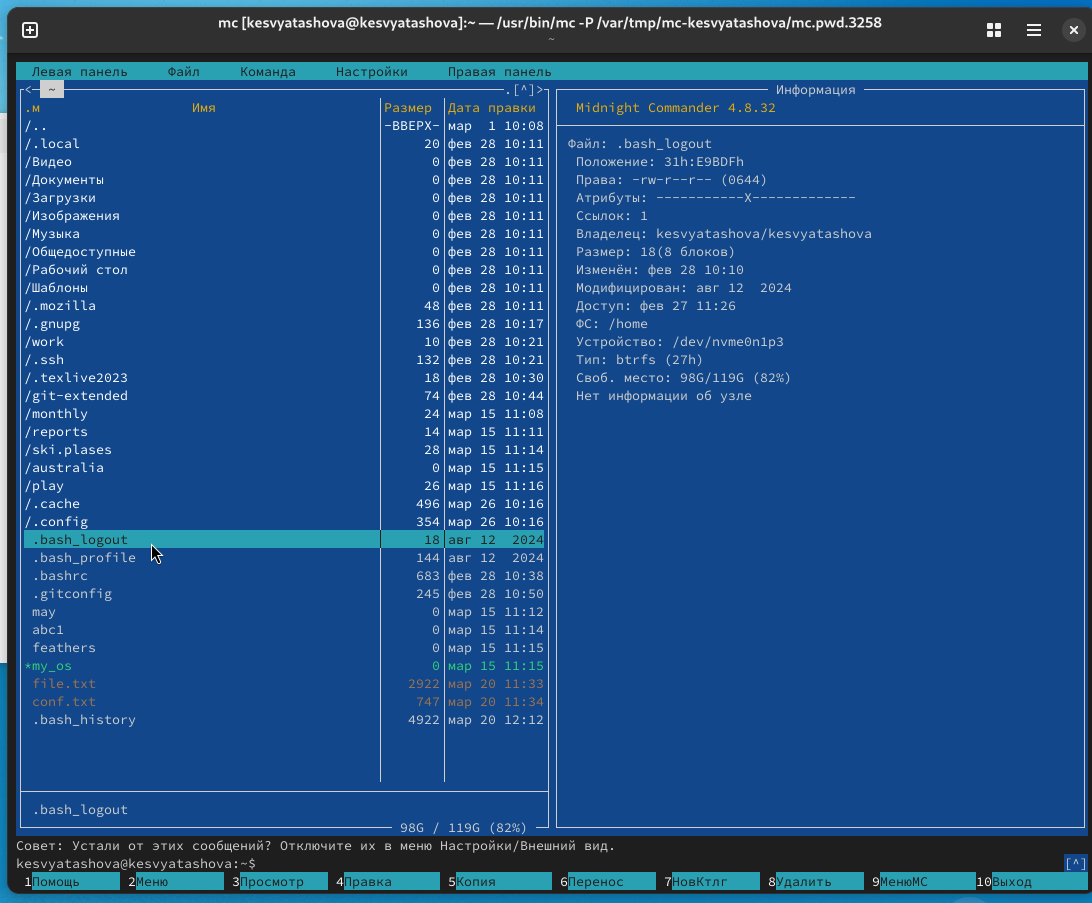 mc [kesvyatashova@kesvyatashova]:~ — /usr/bin/mc -P /var/tmp/mc-kesvyatashova/mc.pwd.3258
~
Левая панель Файл Команда Настройки Правая панель
<— ~ .[^]>
.и Имя Размер Дата правки
/.. -ВВЕРХ- мар 1 10:08
/.local 20 фев 28 10:11
/Видео 0 фев 28 10:11
/Документы 0 фев 28 10:11
/Загрузки 0 фев 28 10:11
/Изображения 0 фев 28 10:11
/Музыка 0 фев 28 10:11
/Общедоступные 0 фев 28 10:11
/Рабочий стол 0 фев 28 10:11
/Шаблоны 0 фев 28 10:11
/.mozilla 48 фев 28 10:11
/.gnupg 136 фев 28 10:17
/work 10 фев 28 10:21
/.ssh 132 фев 28 10:21
/.texlive2023 18 фев 28 10:30
/git-extended 74 фев 28 10:44
/monthly 24 мар 15 11:08
/reports 14 мар 15 11:11
/ski.plases 28 мар 15 11:14
/australia 0 мар 15 11:15
/play 26 мар 15 11:16
/.cache 496 мар 26 10:16
/.config 354 мар 26 10:16
.bash_logout 18 авг 12 2024
.bash_profile 144 авг 12 2024
.bashrc 683 фев 28 10:38
.gitconfig 245 фев 28 10:50
may 0 мар 15 11:12
abc1 0 мар 15 11:14
feathers 0 мар 15 11:15
*my_os 0 мар 15 11:15
file.txt 2922 мар 20 11:33
conf.txt 747 мар 20 11:34
.bash_history 4922 мар 20 12:12
.bash_logout
98G / 119G (82%)
Информация
Midnight Commander 4.8.32
Файл: .bash_logout
Положение: 31h:E9BDFh
Права: -rw-r--r-- (0644)
Атрибуты: -----------X-------------
Ссылок: 1
Владелец: kesvyatashova/kesvyatashova
Размер: 18(8 блоков)
Изменён: фев 28 10:10
Модифицирован: авг 12 2024
Доступ: фев 27 11:26
ФС: /home
Устройство: /dev/nvme0n1p3
Тип: btrfs (27h)
Своб. место: 98G/119G (82%)
Нет информации об узле
Совет: Устали от этих сообщений? Отключите их в меню Настройки/Внешний вид.
kesvyatashova@kesvyatashova:~$ [^]
1Помощь 2Меню 3Просмотр 4Правка 5Копия 6Перенос 7НовКтлг 8Удалить 9МенюМС 10Выход